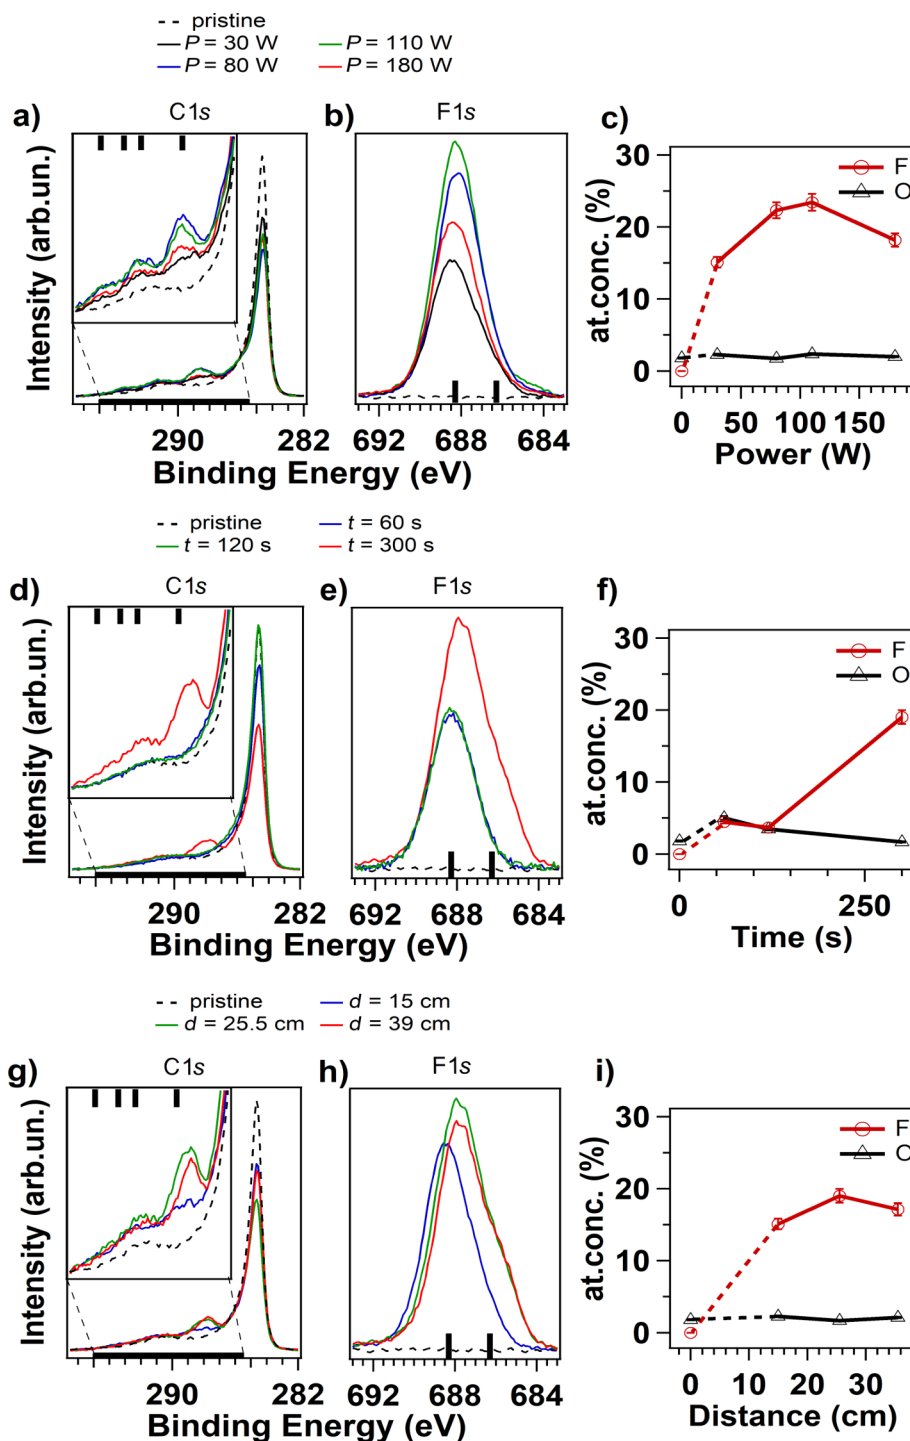 pristine
P = 30 W P = 110 W
P = 80 W P = 180 W
a) C1s b) F1s c)
Intensity (arb.un.)
290 282
Binding Energy (eV)
692 688 684
Binding Energy (eV)
at.conc. (%)
30
20
10
0
F
O
0 50 100 150
Power (W)
pristine t = 60 s
t = 120 s t = 300 s
d) C1s e) F1s f)
Intensity (arb.un.)
290 282
Binding Energy (eV)
692 688 684
at.conc. (%)
30
20
10
0
F
O
0 250
Time (s)
pristine d = 15 cm
d = 25.5 cm d = 39 cm
g) C1s h) F1s i)
Intensity (arb.un.)
290 282
Binding Energy (eV)
692 688 684
at.conc. (%)
30
20
10
0
F
O
0 10 20 30
Distance (cm)